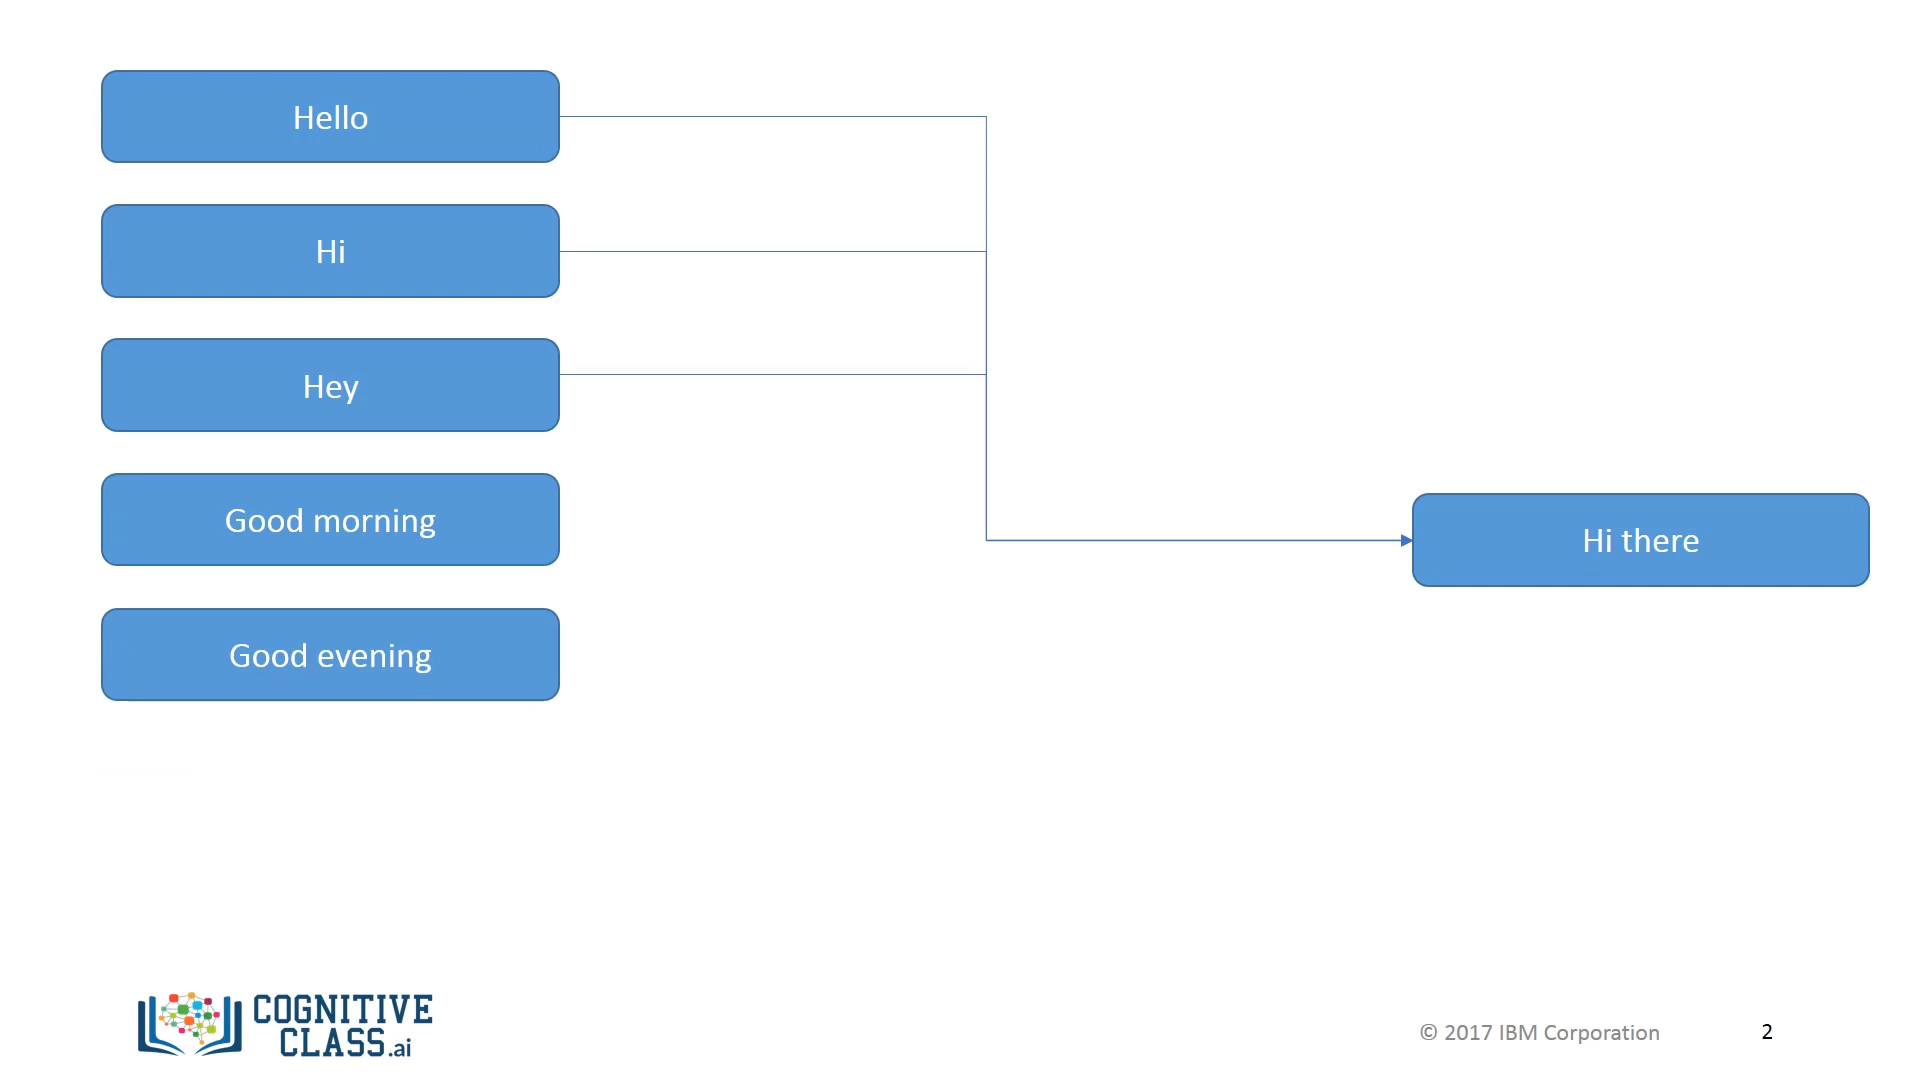 Hello
Hi
Hey
Good morning
Good evening
Hi there
COGNITIVE
CLASS.ai
© 2017 IBM Corporation
2